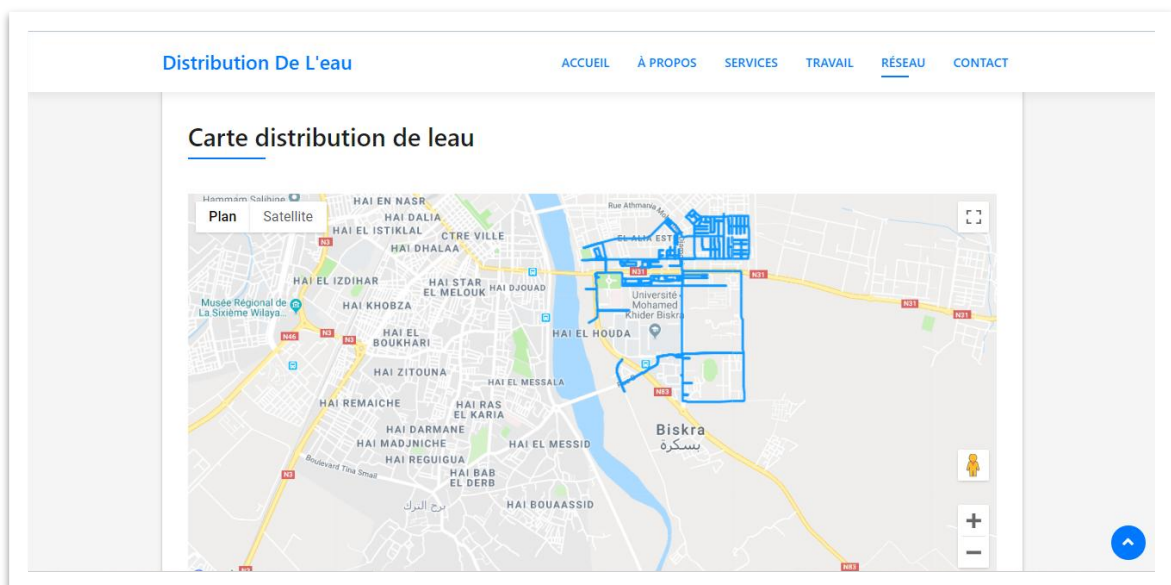 Distribution De L'eau
ACCUEIL À PROPOS SERVICES TRAVAIL RÉSEAU CONTACT
Carte distribution de leau
Hammam Salihine
Plan Satellite
HAI EN NASR
HAI DALIA
HAI EL ISTIKLAL
CTRE VILLE
HAI DHALAA
N3
Rue Athmania
EL ALIA EST
HAI EL IZDIHAR
HAI STAR
EL MELOUK
HAI DJOUAD
N31
N31
Université
Mohamed
Khider Biskra
Musée Régional de
La Sixième Wilaya...
HAI KHOBZA
N31
N31
N46
N3
N3
HAI EL
BOUKHARI
HAI EL HOUDA
HAI ZITOUNA
HAI EL MESSALA
N83
HAI REMAICHE
HAI RAS
EL KARIA
HAI DARMANE
HAI MADJNICHE
HAI EL MESSID
Biskra
بسكرة
HAI REGUIGUA
Boulevard Tina Smail
N3
HAI BAB
EL DERB
برج الترك
HAI BOUAASSID
N3
N83